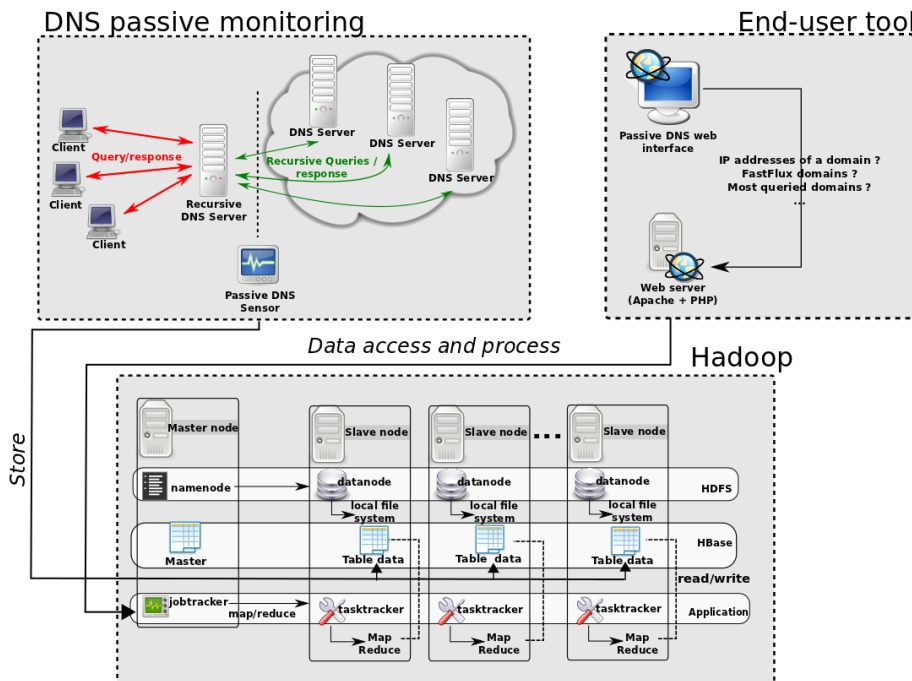 DNS passive monitoring
End-user tool
DNS Server
DNS Server
DNS Server
Client
Client
Client
Query/response
Recursive Queries /
response
Recursive
DNS Server
Passive DNS
Sensor
Passive DNS web
interface
IP addresses of a domain ?
FastFlux domains ?
Most queried domains ?
...
Web server
(Apache + PHP)
Data access and process
Store
Hadoop
Master node
Slave node
Slave node
...
Slave node
namenode
datanode
datanode
datanode
HDFS
local file
system
local file
system
local file
system
Master
Table data
Table data
Table data
HBase
read/write
jobtracker
map/reduce
tasktracker
tasktracker
tasktracker
Application
Map
Reduce
Map
Reduce
Map
Reduce